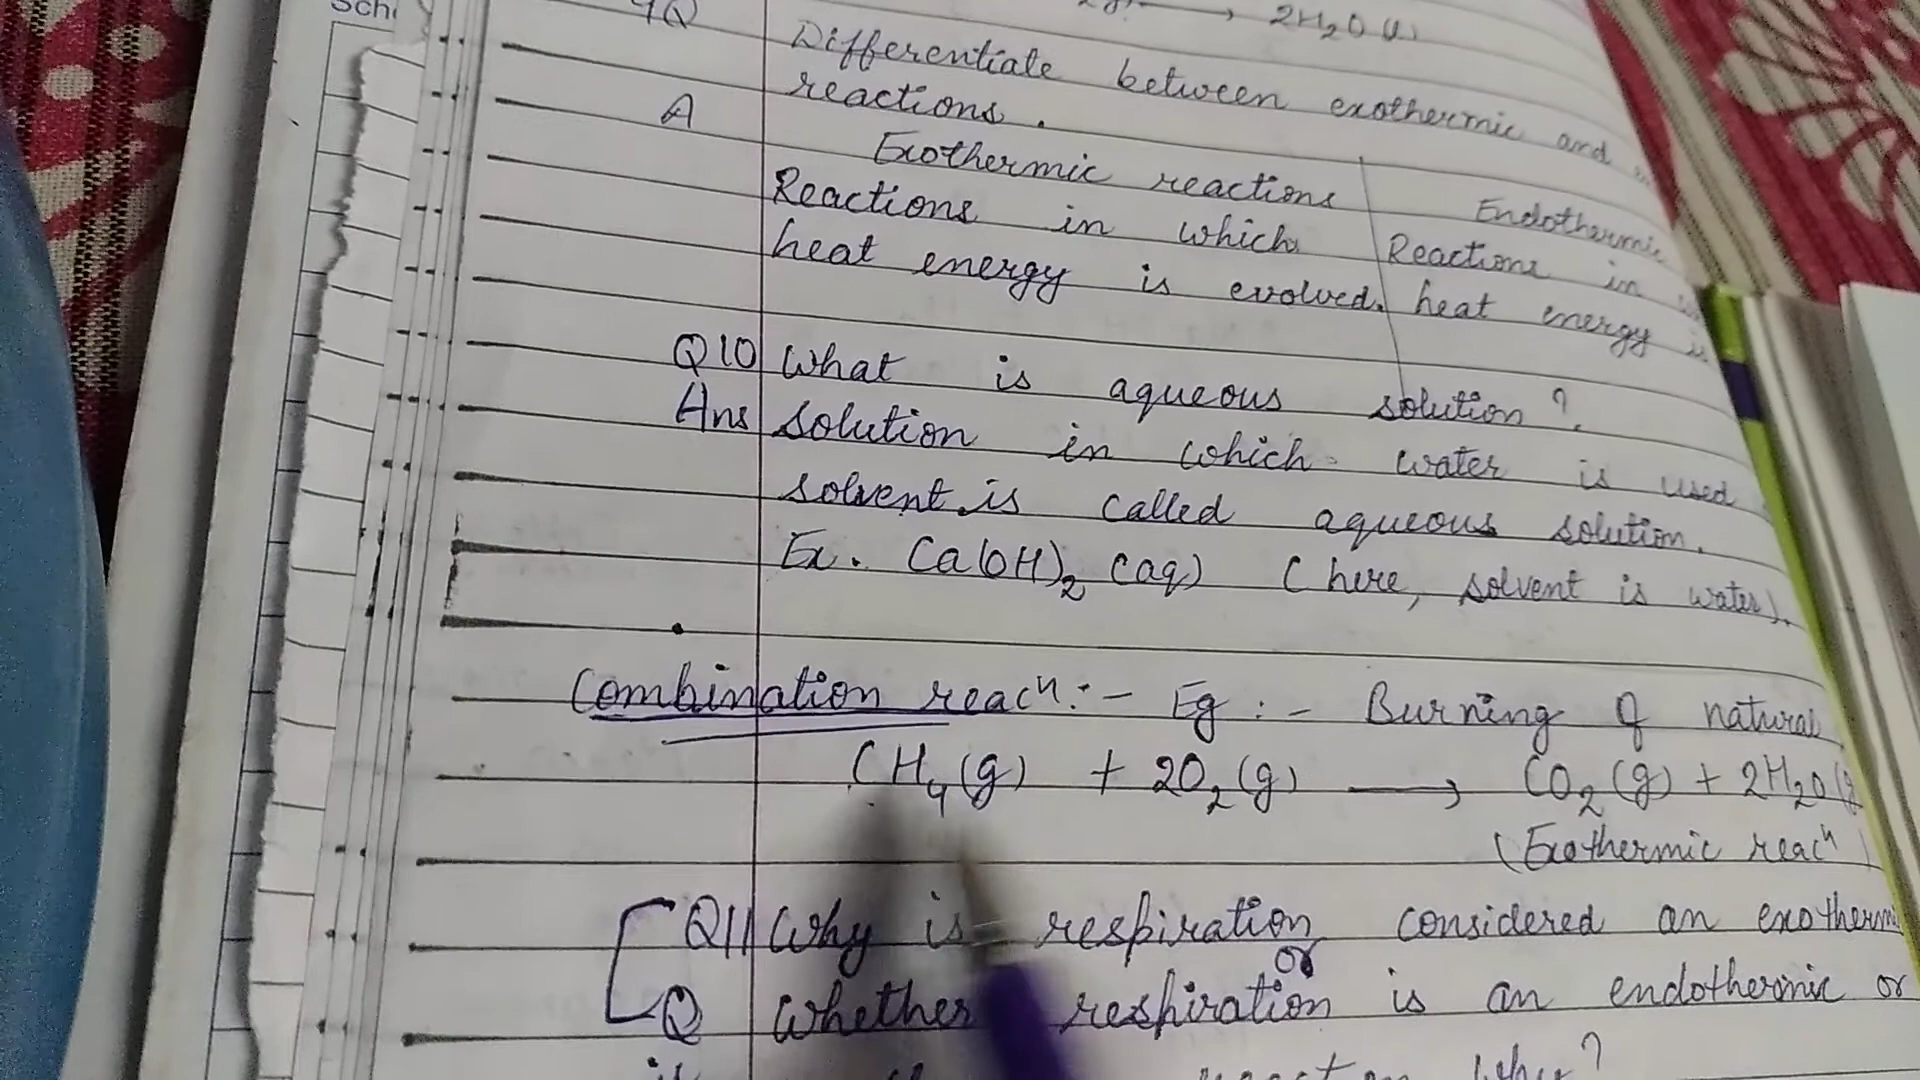 Sch
9Q
2H₂O (l)
Differentiate between exothermic and
reactions.
A
Exothermic reactions
Endothermic
Reactions in which
Reactions in
heat energy is evolved.
heat energy is
Q10 What is aqueous solution?
Ans Solution in which water is used
solvent is called aqueous solution.
Ex. Ca(OH)₂ (aq) (here, solvent is water).
Combination reacⁿ :- Eg :- Burning of natural
CH₄(g) + 2O₂(g) → CO₂(g) + 2H₂O(g
(Exothermic reacⁿ)
Q11 Why is respiration considered an exotherm
or
Q Whether respiration is an endothermic or